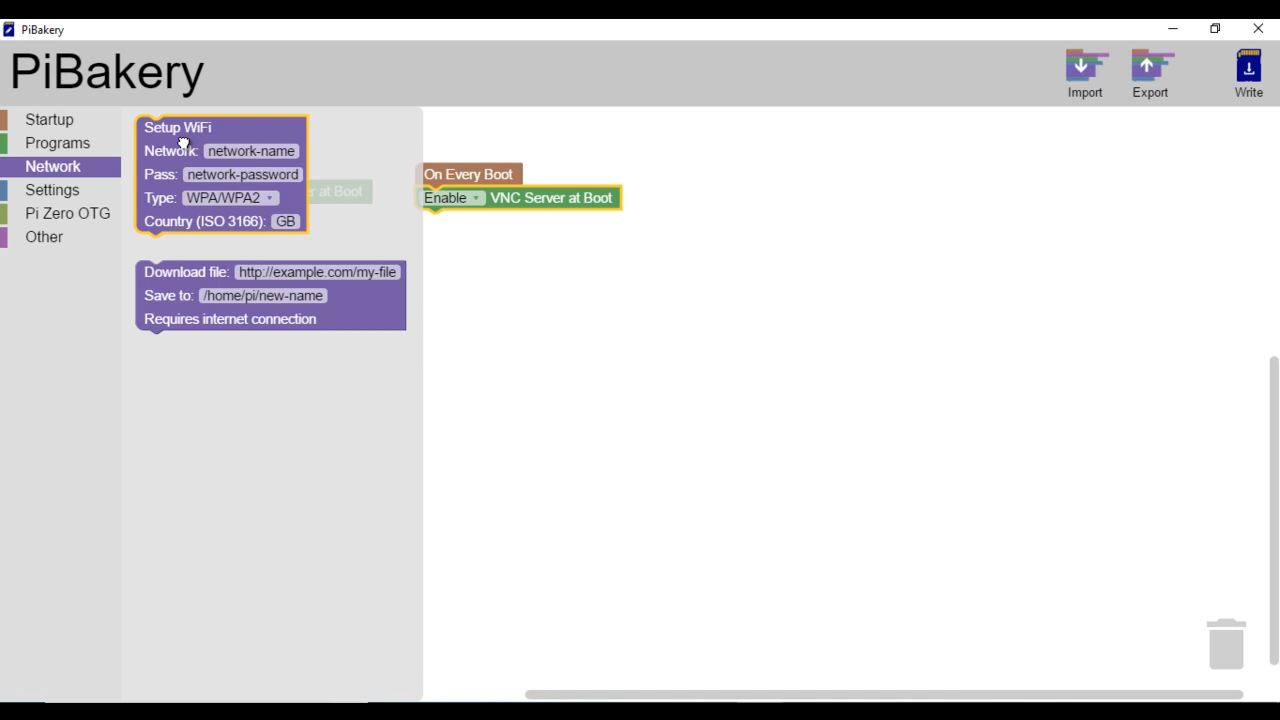 PiBakery
PiBakery
Import
Export
Write
Startup
Programs
Network
Settings
Pi Zero OTG
Other
Setup WiFi
Network: network-name
Pass: network-password
Type: WPA/WPA2
Country (ISO 3166): GB
r at Boot
Download file: http://example.com/my-file
Save to: /home/pi/new-name
Requires internet connection
On Every Boot
Enable VNC Server at Boot